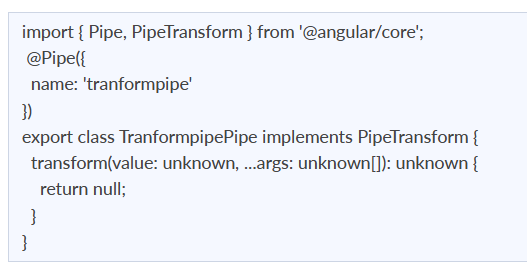 import { Pipe, PipeTransform } from '@angular/core';
@Pipe({
name: 'tranformpipe'
})
export class TranformpipePipe implements PipeTransform {
transform(value: unknown, ...args: unknown[]): unknown {
return null;
}
}